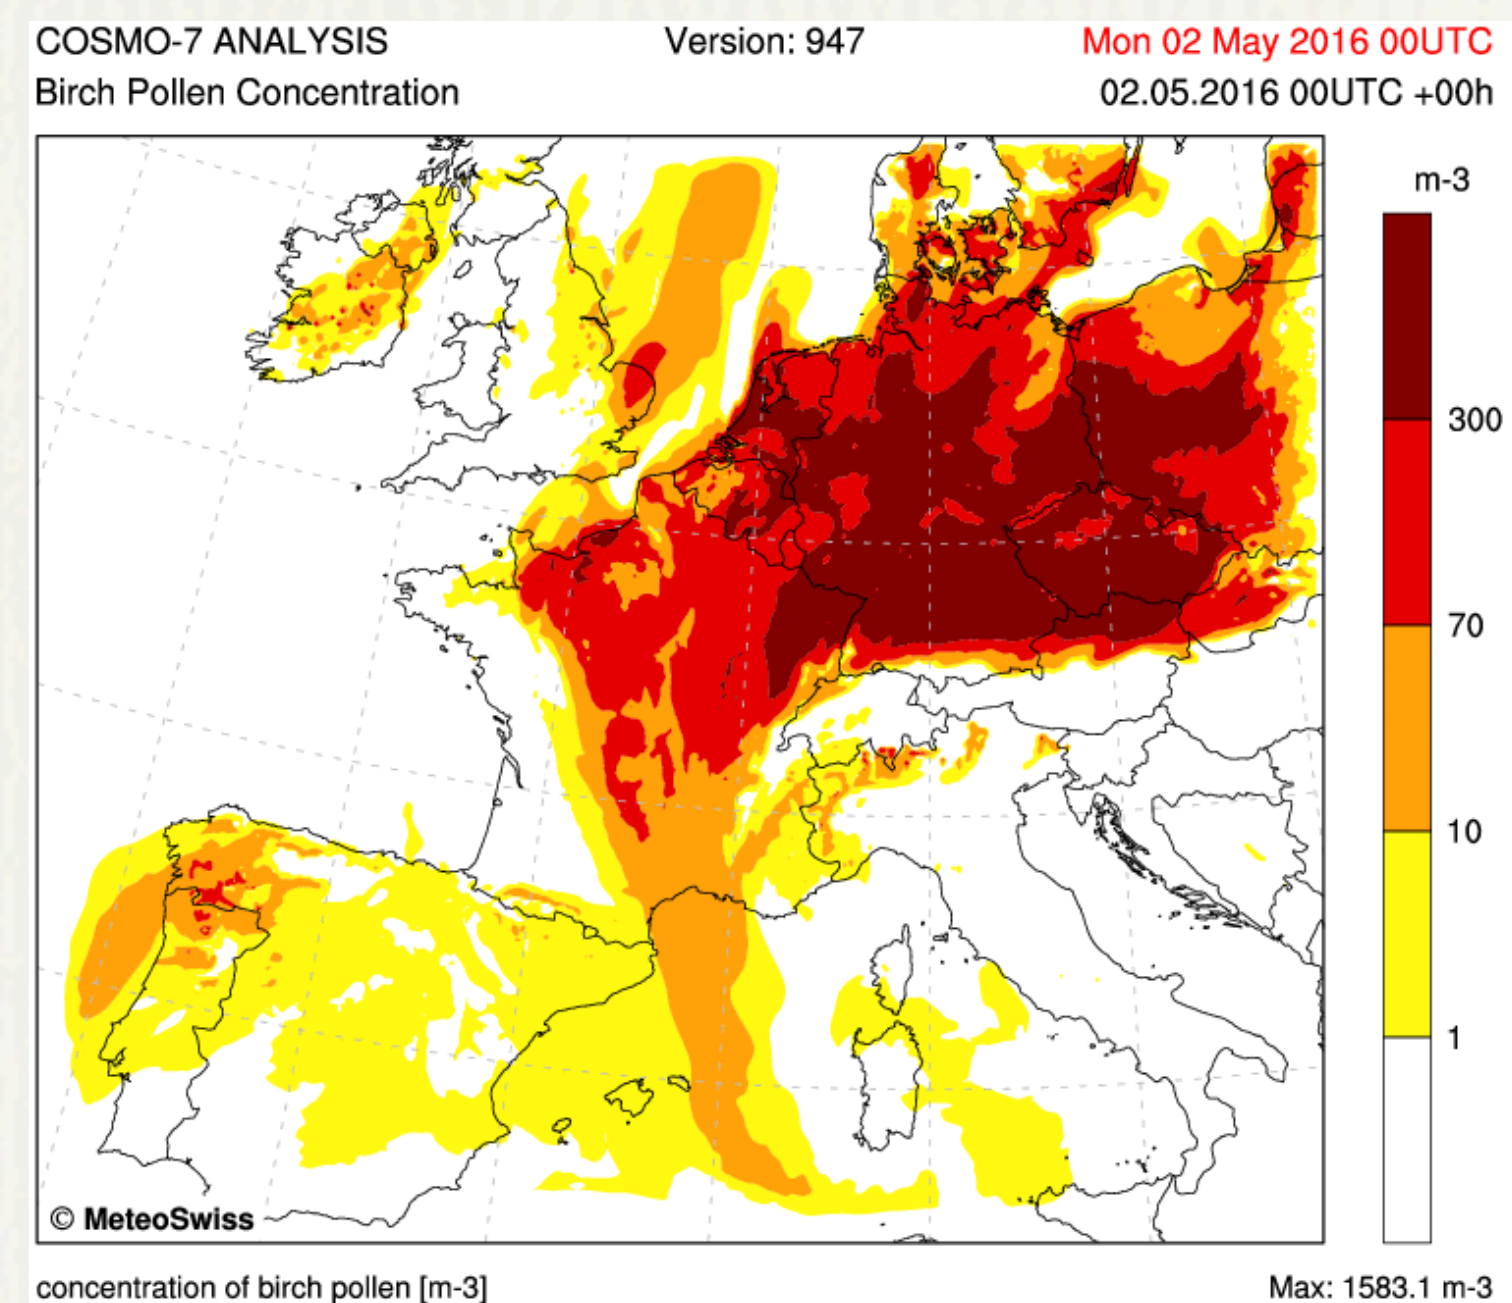 COSMO-7 ANALYSIS Version: 947 Mon 02 May 2016 00UTC
Birch Pollen Concentration 02.05.2016 00UTC +00h
m-3
300
70
10
1
© MeteoSwiss
concentration of birch pollen [m-3] Max: 1583.1 m-3